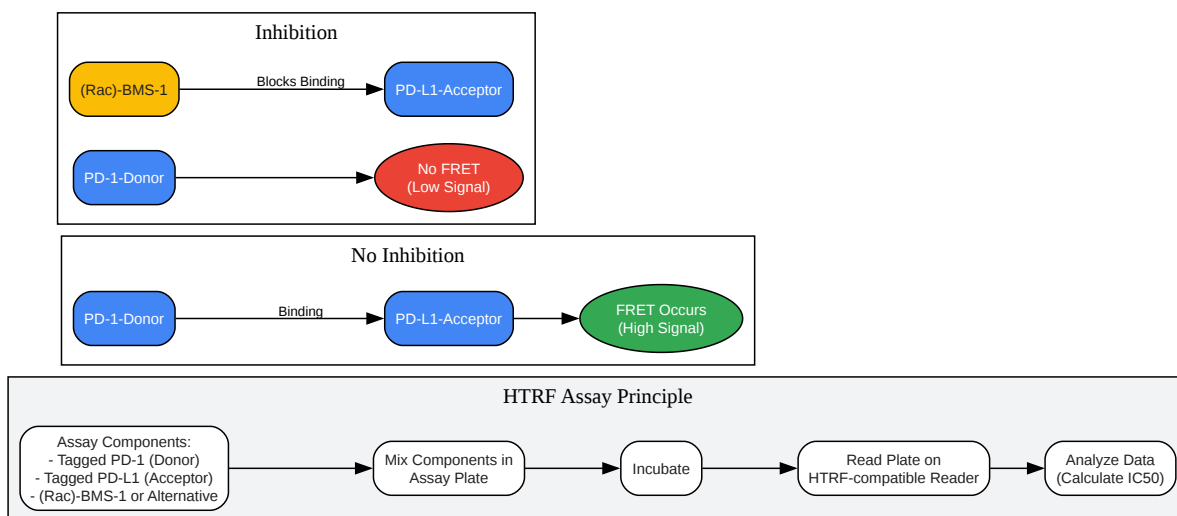 Inhibition
(Rac)-BMS-1
Blocks Binding
PD-L1-Acceptor
PD-1-Donor
No FRET
(Low Signal)
No Inhibition
PD-1-Donor
Binding
PD-L1-Acceptor
FRET Occurs
(High Signal)
HTRF Assay Principle
Assay Components:
- Tagged PD-1 (Donor)
- Tagged PD-L1 (Acceptor)
- (Rac)-BMS-1 or Alternative
Mix Components in
Assay Plate
Incubate
Read Plate on
HTRF-compatible Reader
Analyze Data
(Calculate IC50)